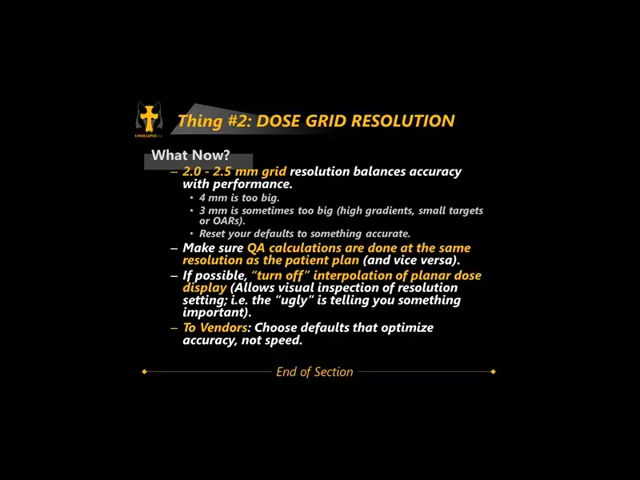 Thing #2: DOSE GRID RESOLUTION
What Now?
– 2.0 - 2.5 mm grid resolution balances accuracy
with performance.
• 4 mm is too big.
• 3 mm is sometimes too big (high gradients, small targets
or OARs).
• Reset your defaults to something accurate.
– Make sure QA calculations are done at the same
resolution as the patient plan (and vice versa).
– If possible, “turn off” interpolation of planar dose
display (Allows visual inspection of resolution
setting; i.e. the “ugly” is telling you something
important).
– To Vendors: Choose defaults that optimize
accuracy, not speed.
End of Section